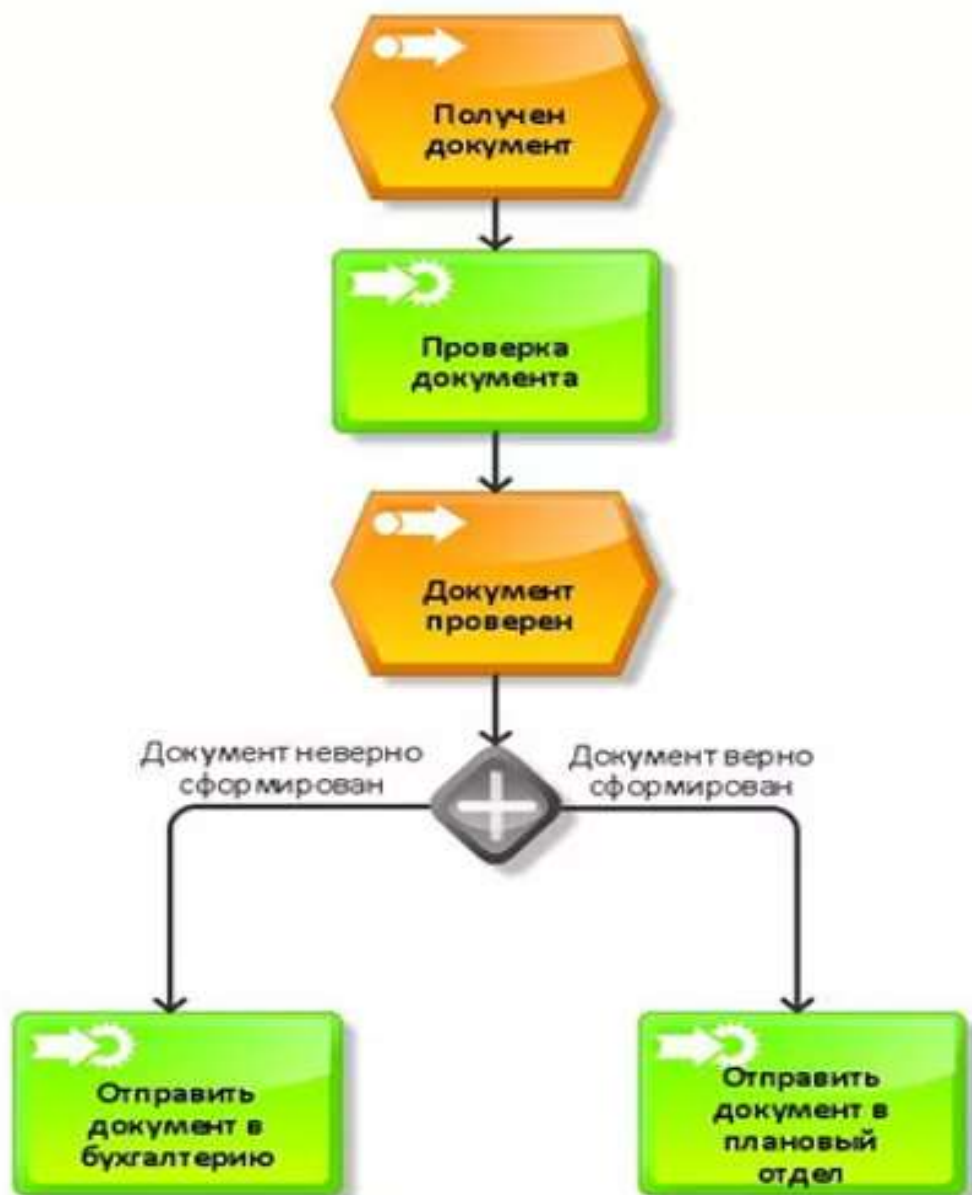 Получен
документ
Проверка
документа
Документ
проверен
Документ неверно
сформирован
Документ верно
сформирован
Отправить
документ в
бухгалтерию
Отправить
документ в
плановый
отдел